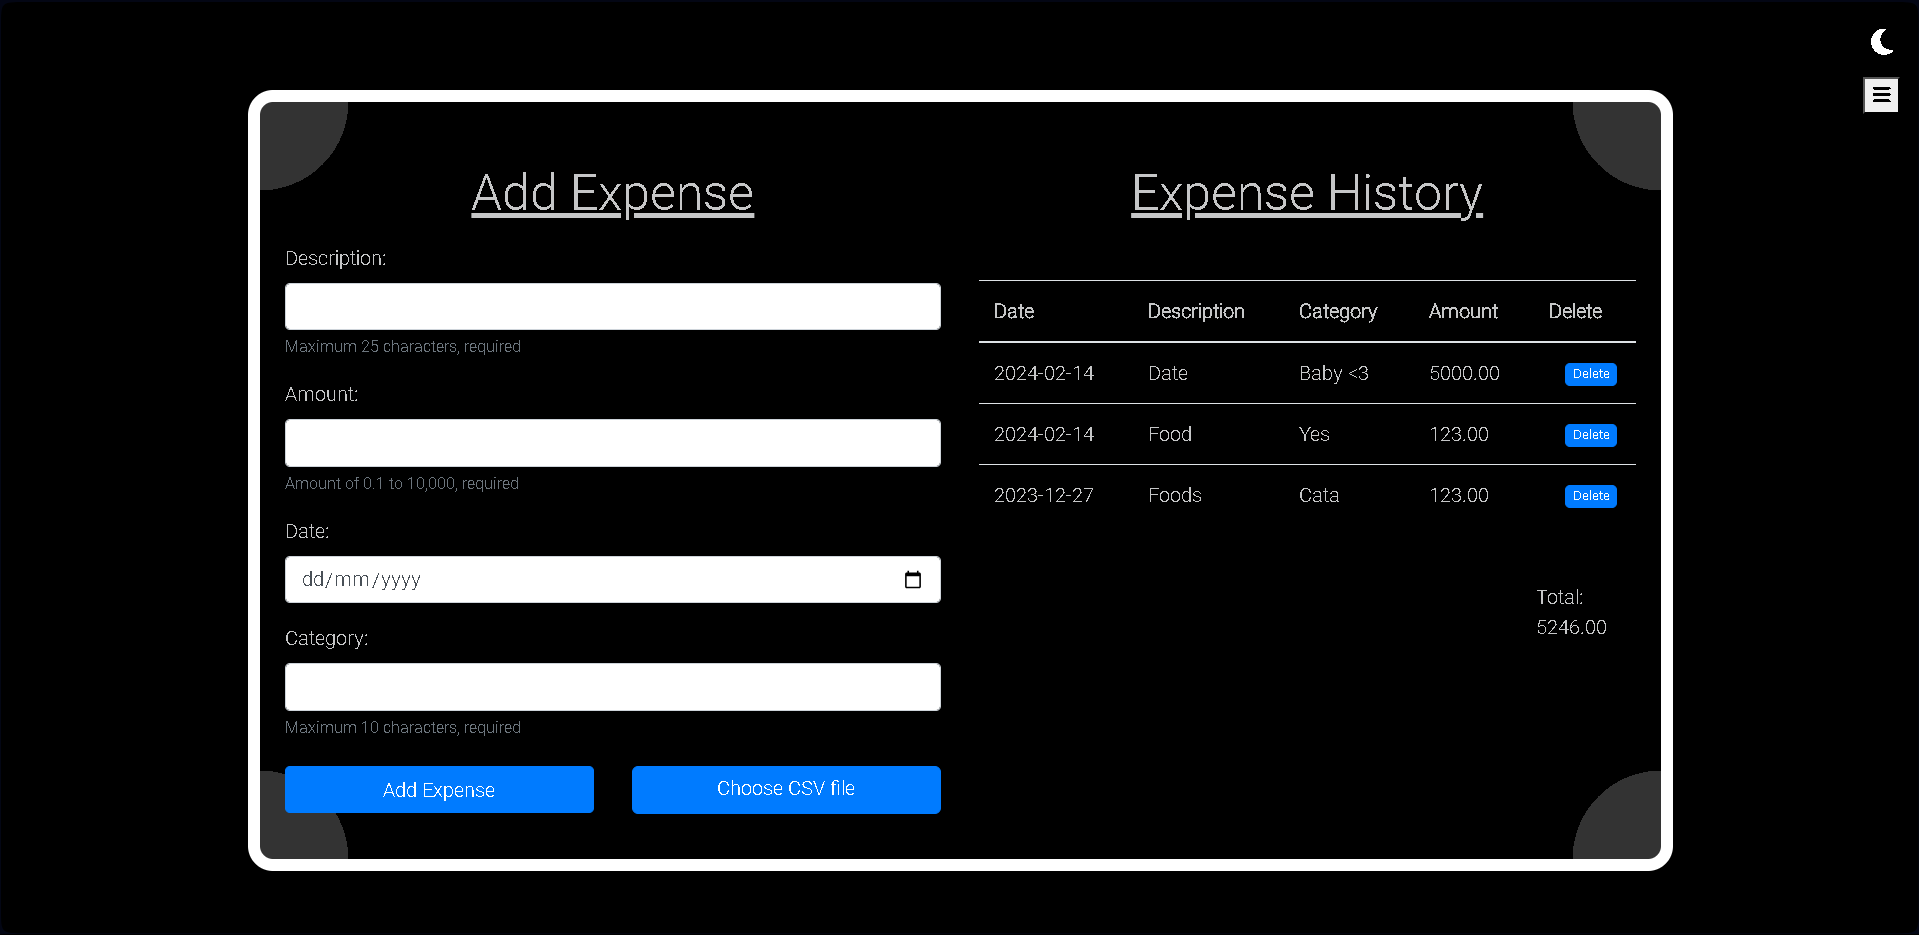 Add Expense
Description:
Maximum 25 characters, required
Amount:
Amount of 0.1 to 10,000, required
Date:
dd/mm/yyyy
Category:
Maximum 10 characters, required
Add Expense Choose CSV file
Expense History
Date Description Category Amount Delete
2024-02-14 Date Baby <3 5000.00 Delete
2024-02-14 Food Yes 123.00 Delete
2023-12-27 Foods Cata 123.00 Delete
Total:
5246.00